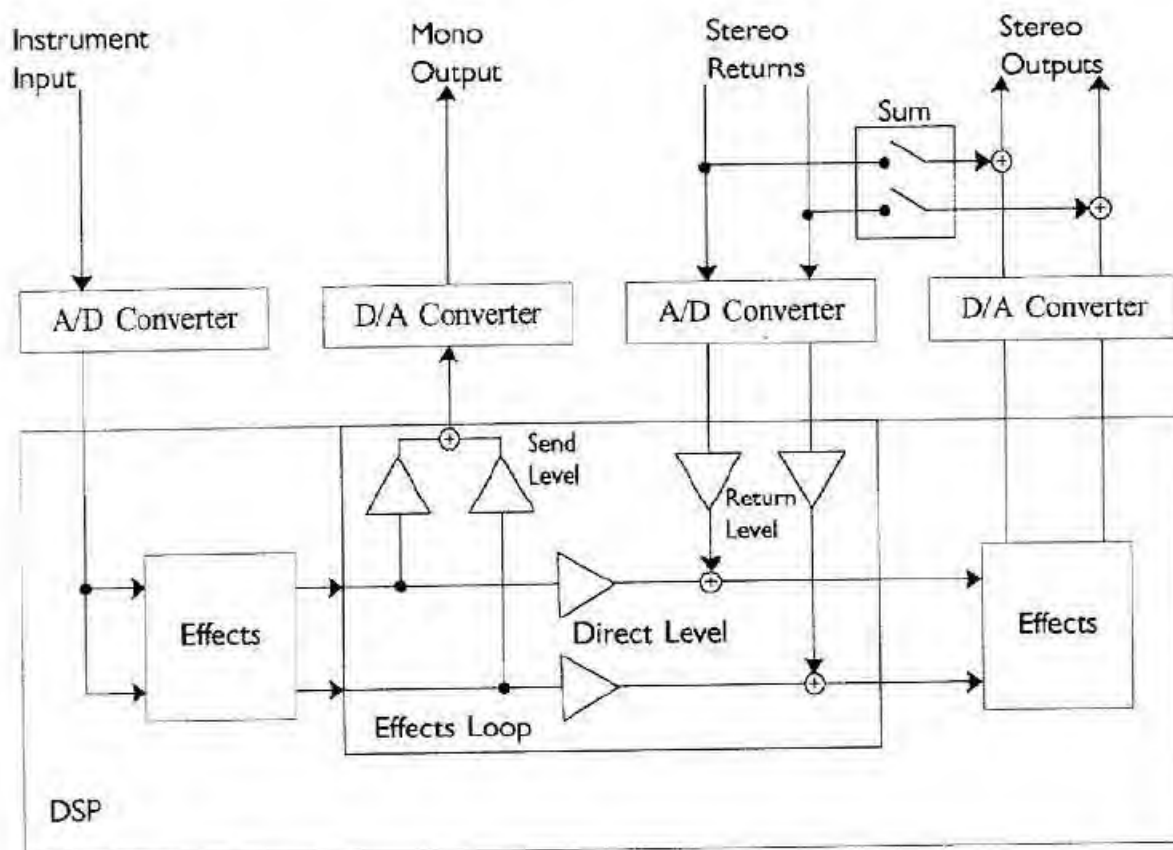 Instrument
Input
Mono
Output
Stereo
Returns
Stereo
Outputs
Sum
A/D Converter
D/A Converter
A/D Converter
D/A Converter
Send
Level
Return
Level
Effects
Direct Level
Effects
Effects Loop
DSP